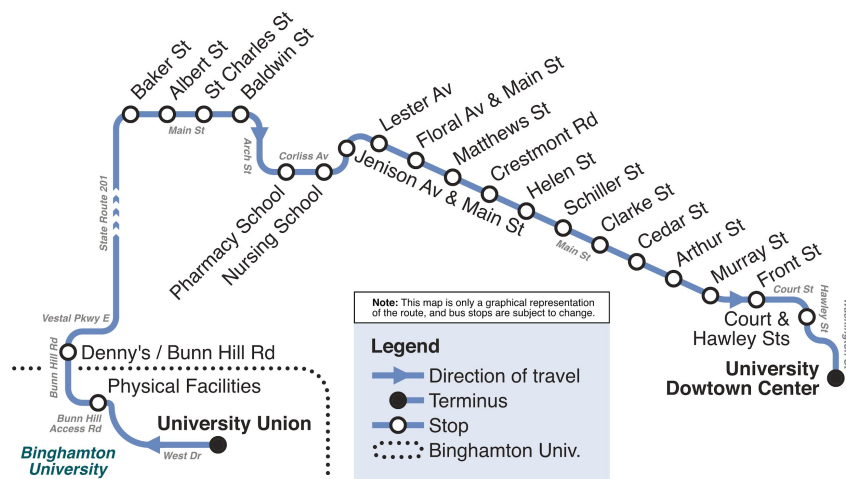 Baker St
Albert St
St Charles St
Baldwin St
Main St
Arch St
Corliss Av
Pharmacy School
Nursing School
Jenison Av & Main St
Lester Av
Floral Av & Main St
Matthews St
Crestmont Rd
Helen St
Schiller St
Main St
Clarke St
Cedar St
Arthur St
Murray St
Front St
Court St
Hawley St
Court &
Hawley Sts
University
Dowtown Center
State Route 201
Vestal Pkwy E
Bunn Hill Rd
Denny's / Bunn Hill Rd
Physical Facilities
Bunn Hill
Access Rd
University Union
West Dr
Binghamton
University
Note: This map is only a graphical representation
of the route, and bus stops are subject to change.
Legend
Direction of travel
Terminus
Stop
Binghamton Univ.